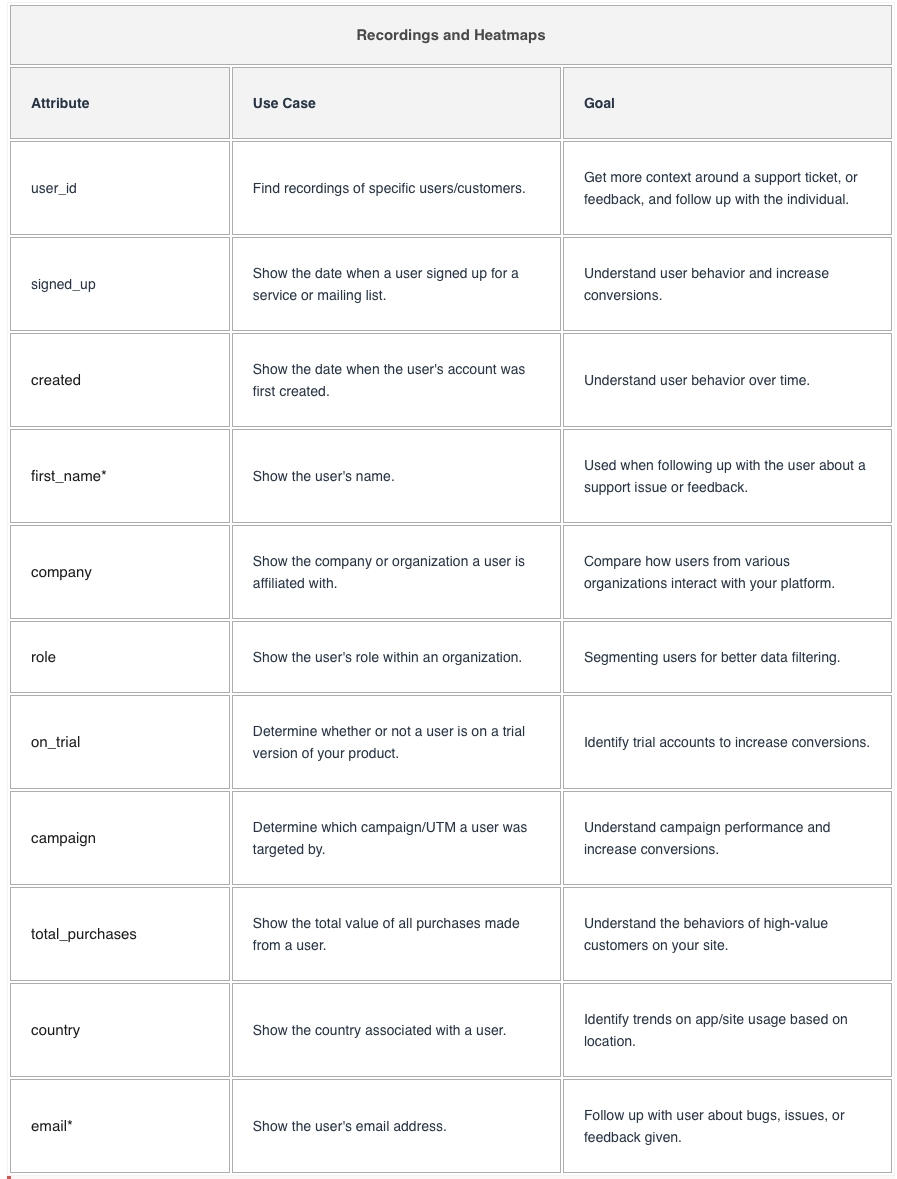 Recordings and Heatmaps
Attribute
Use Case
Goal
user_id
Find recordings of specific users/customers.
Get more context around a support ticket, or
feedback, and follow up with the individual.
signed_up
Show the date when a user signed up for a
service or mailing list.
Understand user behavior and increase
conversions.
created
Show the date when the user's account was
first created.
Understand user behavior over time.
first_name*
Show the user's name.
Used when following up with the user about a
support issue or feedback.
company
Show the company or organization a user is
affiliated with.
Compare how users from various
organizations interact with your platform.
role
Show the user's role within an organization.
Segmenting users for better data filtering.
on_trial
Determine whether or not a user is on a trial
version of your product.
Identify trial accounts to increase conversions.
campaign
Determine which campaign/UTM a user was
targeted by.
Understand campaign performance and
increase conversions.
total_purchases
Show the total value of all purchases made
from a user.
Understand the behaviors of high-value
customers on your site.
country
Show the country associated with a user.
Identify trends on app/site usage based on
location.
email*
Show the user's email address.
Follow up with user about bugs, issues, or
feedback given.